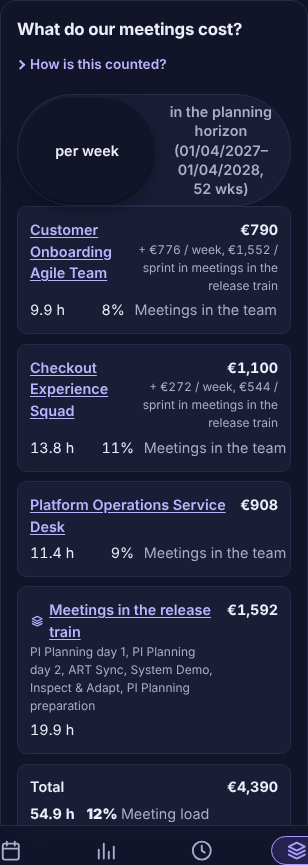 What do our meetings cost?
How is this counted?
per week
in the planning
horizon
(01/04/2027–
01/04/2028,
52 wks)
Customer
Onboarding
Agile Team
€790
+ €776 / week, €1,552 /
sprint in meetings in the
release train
9.9 h 8% Meetings in the team
Checkout
Experience
Squad
€1,100
+ €272 / week, €544 /
sprint in meetings in the
release train
13.8 h 11% Meetings in the team
Platform Operations Service
Desk
€908
11.4 h 9% Meetings in the team
Meetings in the release
train
€1,592
PI Planning day 1, PI Planning
day 2, ART Sync, System Demo,
Inspect & Adapt, PI Planning
preparation
19.9 h
Total €4,390
54.9 h 12% Meeting load